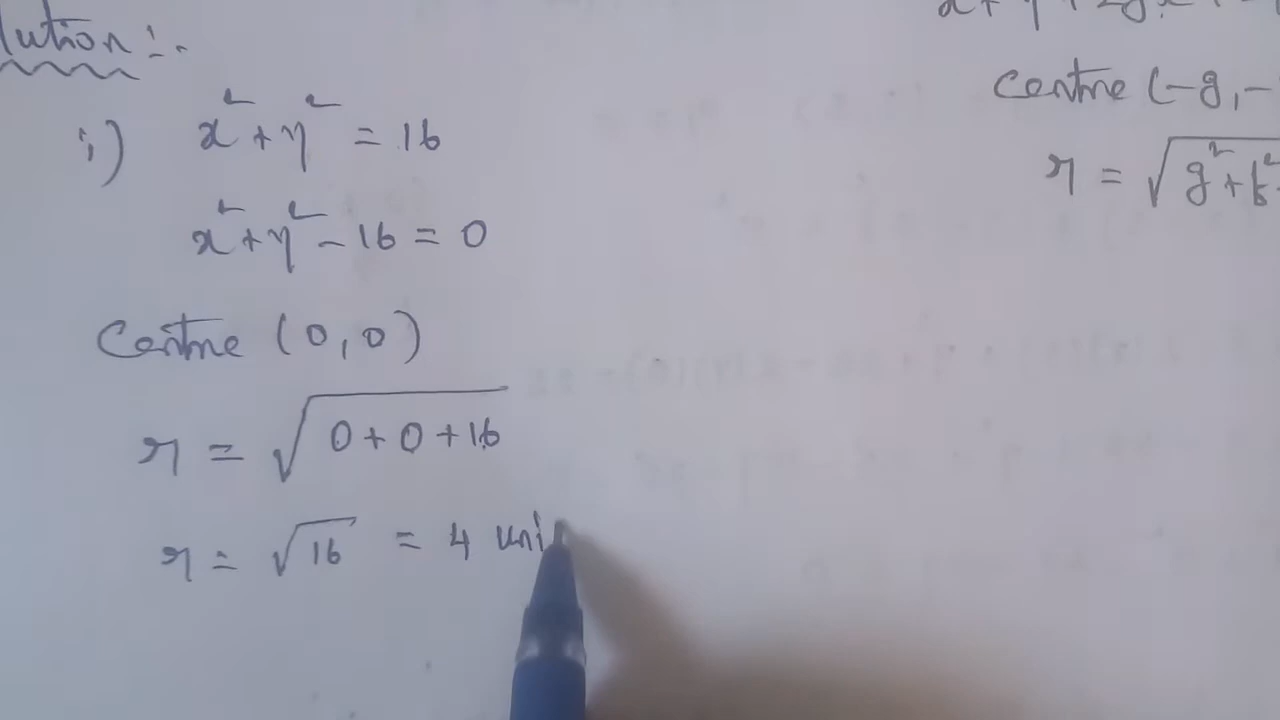 lution :-
i) x² + y² = 16
x² + y² - 16 = 0
Centre (0,0)
r = √0+0+16
r = √16 = 4 uni
Centre (-g,-
r = √g²+f²